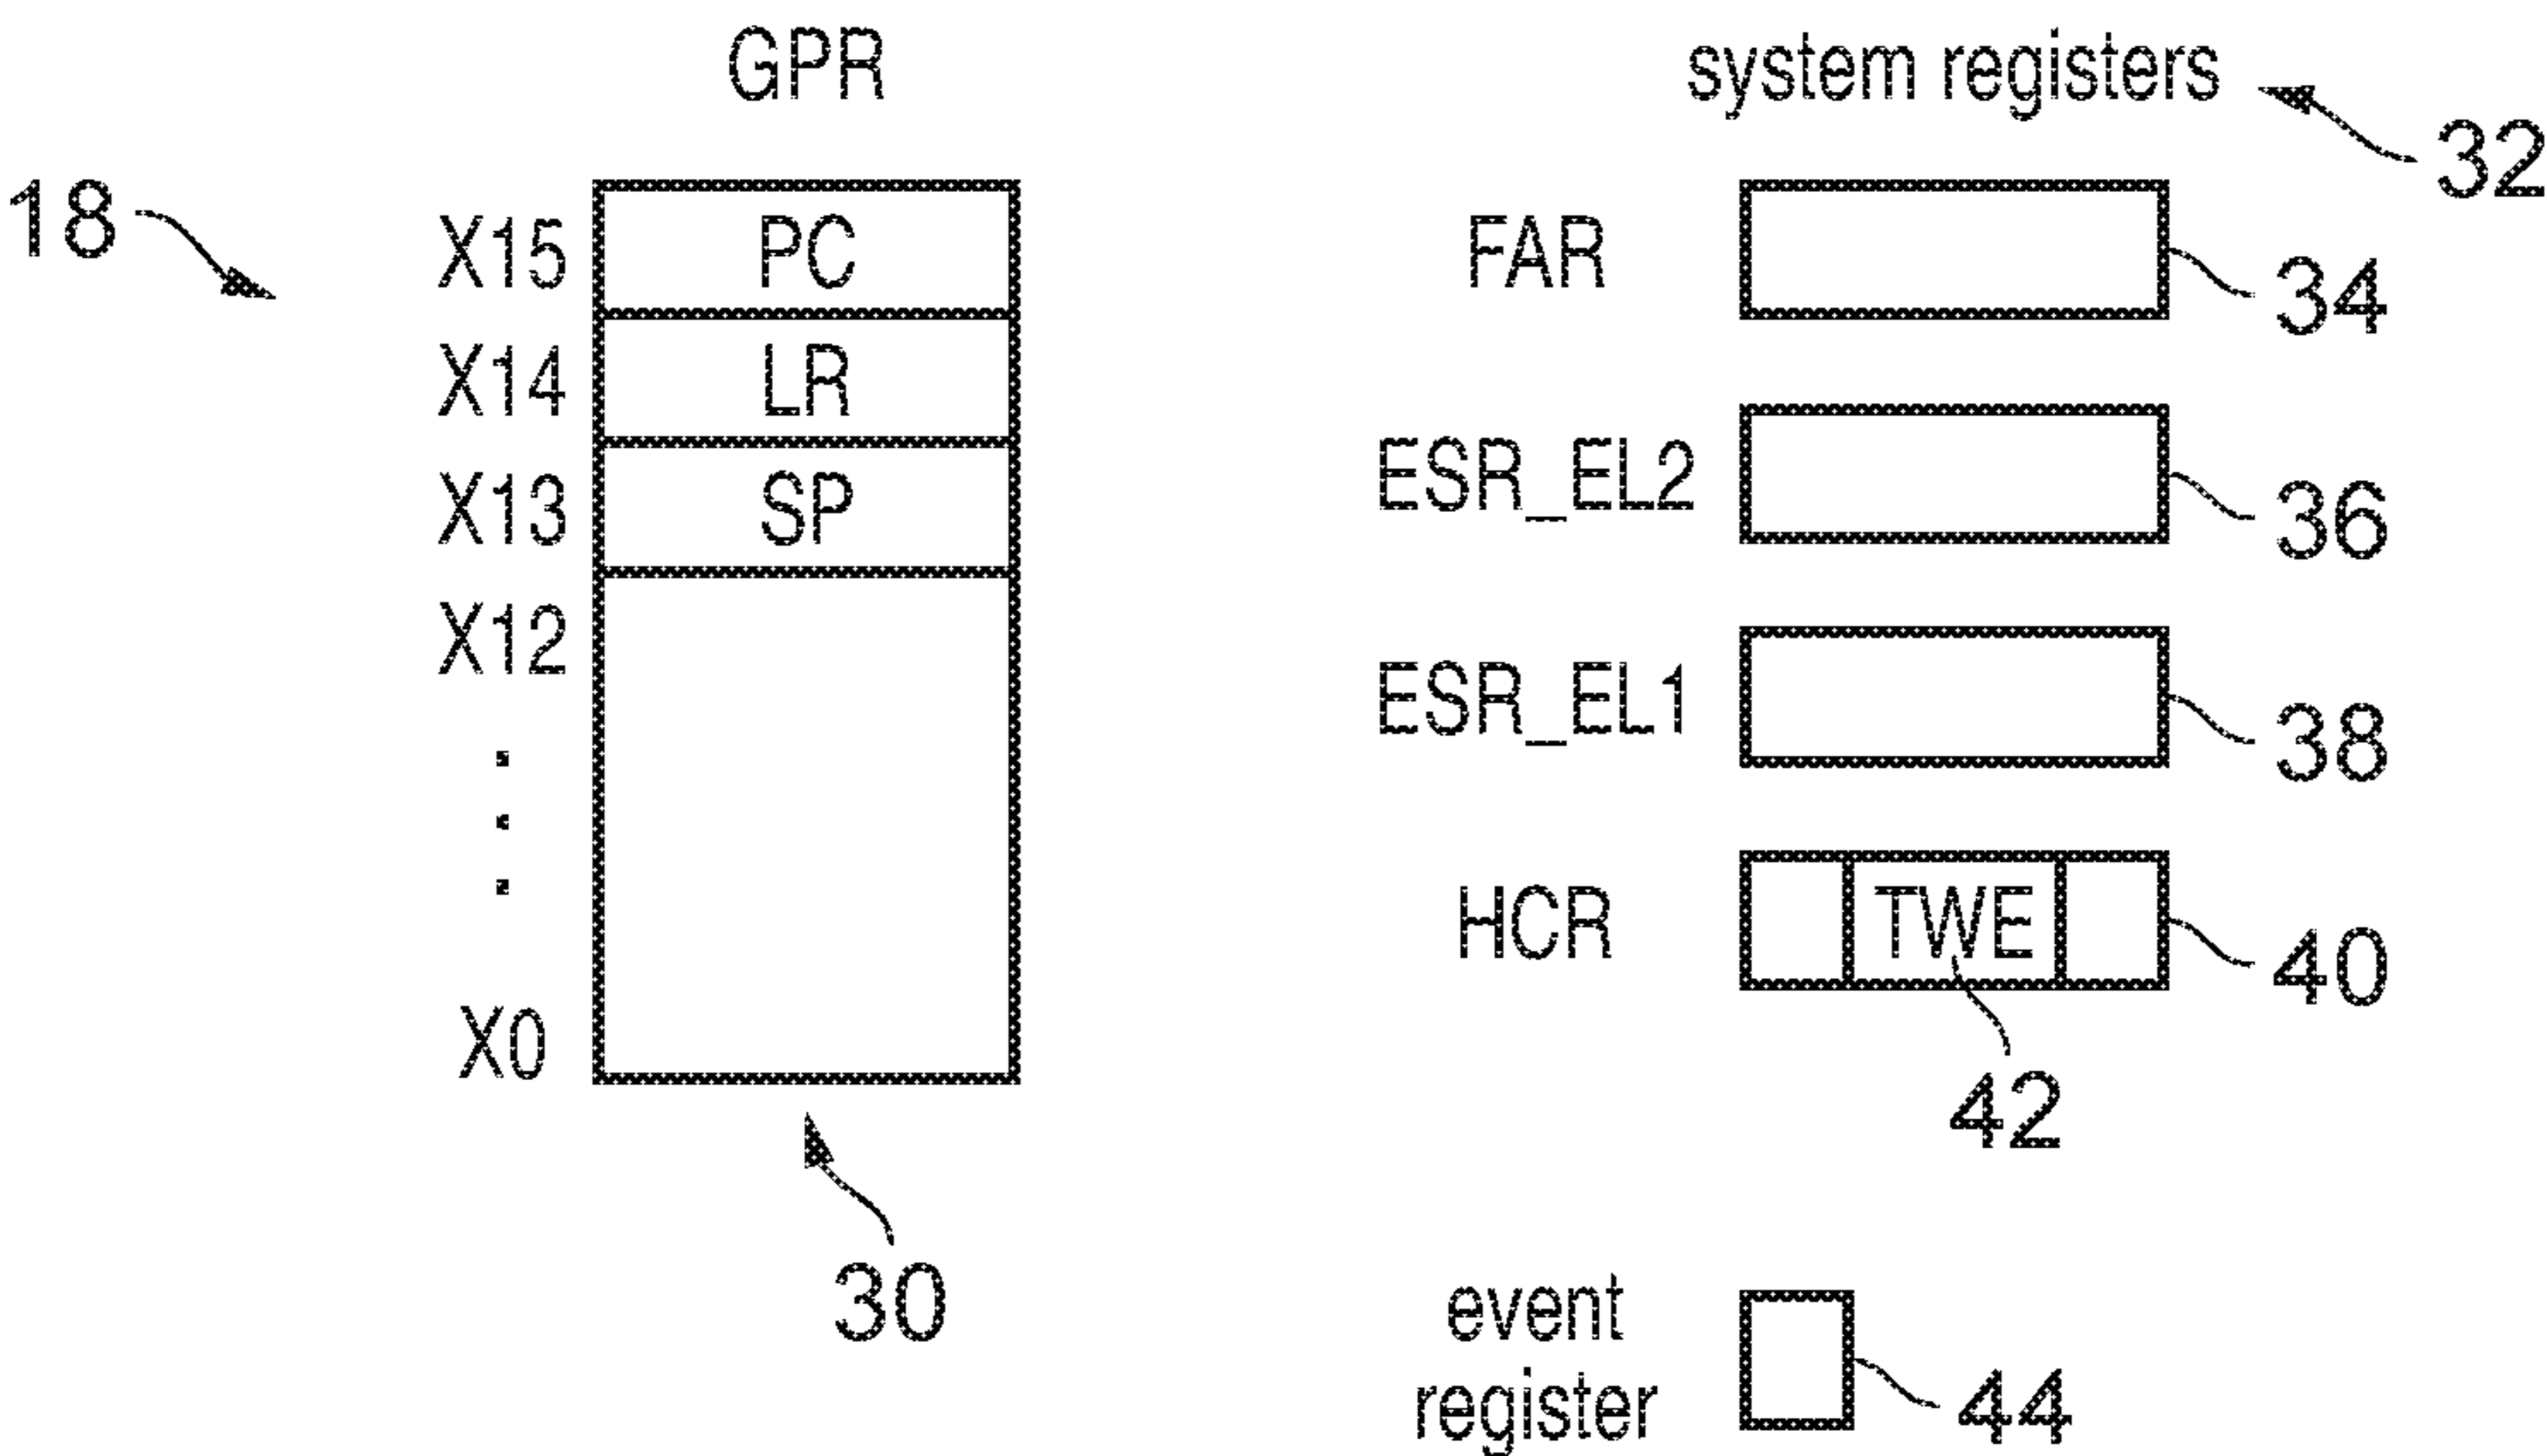 GPR
system registers
32
18
X15 PC
FAR
34
X14 LR
ESR_EL2
36
X13 SP
X12
ESR_EL1
38
HCR TWE
40
X0
42
30
event
register
44